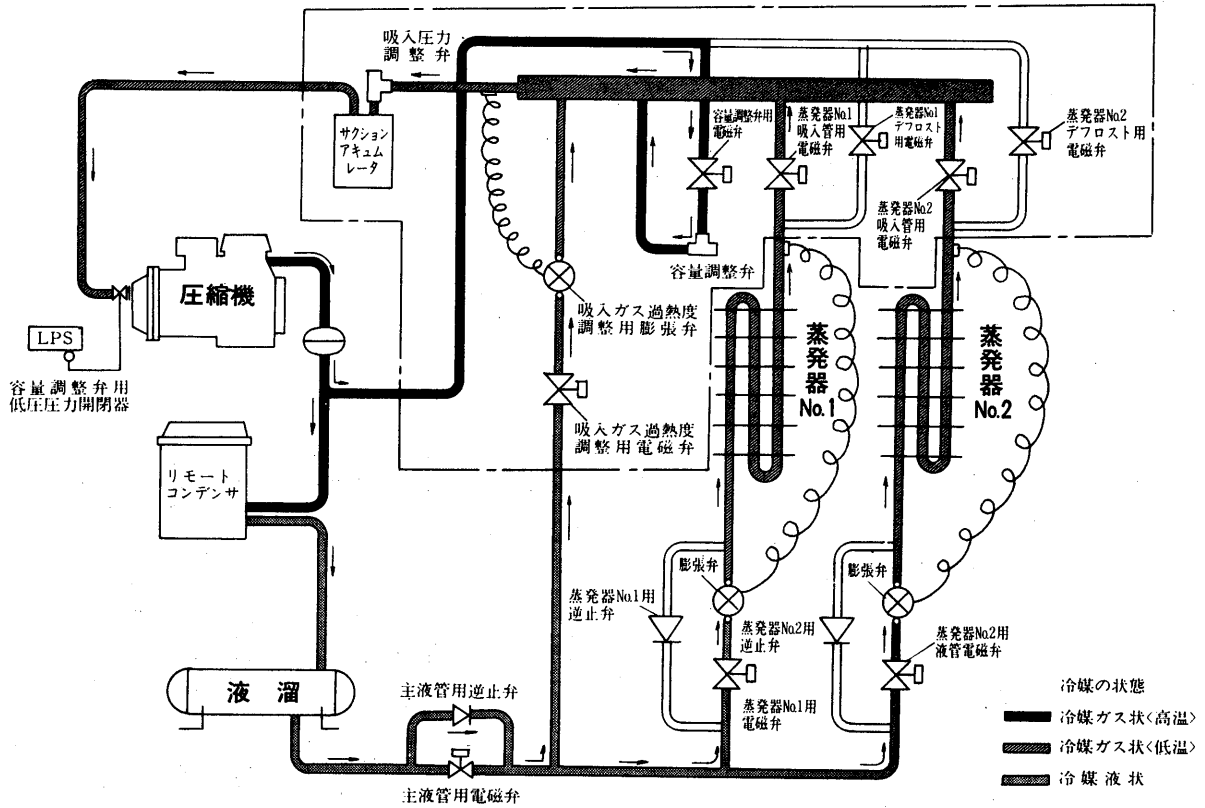 吸入圧力
調整弁
サクション
アキュム
レータ
容量調整弁用
電磁弁
蒸発器No.1
吸入管用
電磁弁
蒸発器No.1
デフロスト
用電磁弁
蒸発器No.2
デフロスト用
電磁弁
蒸発器No.2
吸入管用
電磁弁
容量調整弁
圧縮機
LPS
容量調整弁用
低圧圧力開閉器
吸入ガス過熱度
調整用膨張弁
吸入ガス過熱度
調整用電磁弁
蒸発器
No.1
蒸発器
No.2
リモート
コンデンサ
膨張弁
膨張弁
蒸発器No.1用
逆止弁
蒸発器No.2用
逆止弁
蒸発器No.2用
液管電磁弁
蒸発器No.1用
電磁弁
液溜
主液管用逆止弁
主液管用電磁弁
冷媒の状態
冷媒ガス状<高温>
冷媒ガス状<低温>
冷媒液状